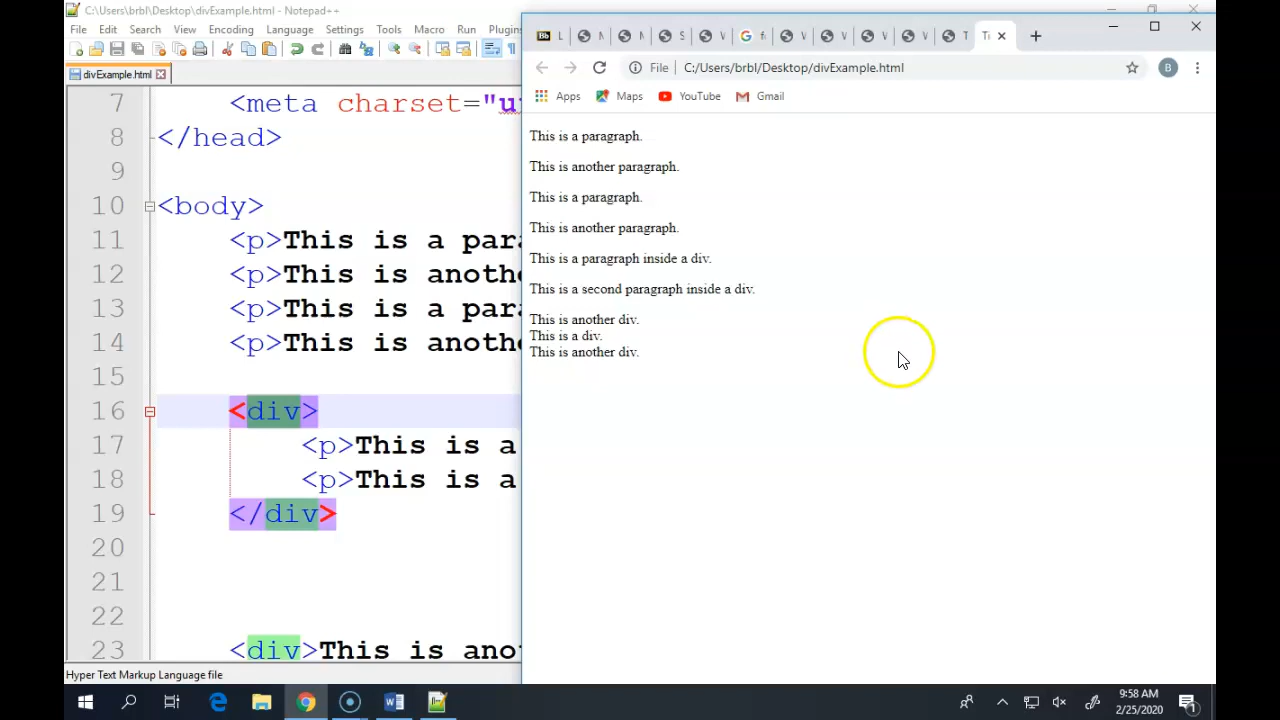 C:\Users\brbl\Desktop\divExample.html - Notepad++
File Edit Search View Encoding Language Settings Tools Macro Run Plugins
divExample.html
7 <meta charset="u
8 </head>
9
10 <body>
11 <p>This is a para
12 <p>This is anothe
13 <p>This is a para
14 <p>This is anothe
15
16 <div>
17 <p>This is a
18 <p>This is a
19 </div>
20
21
22
23 <div>This is ano
Hyper Text Markup Language file
Bb L N N S V G f V V V V T Ti
File C:/Users/brbl/Desktop/divExample.html B
Apps Maps YouTube Gmail
This is a paragraph.
This is another paragraph.
This is a paragraph.
This is another paragraph.
This is a paragraph inside a div.
This is a second paragraph inside a div.
This is another div.
This is a div.
This is another div.
9:58 AM
2/25/2020
1